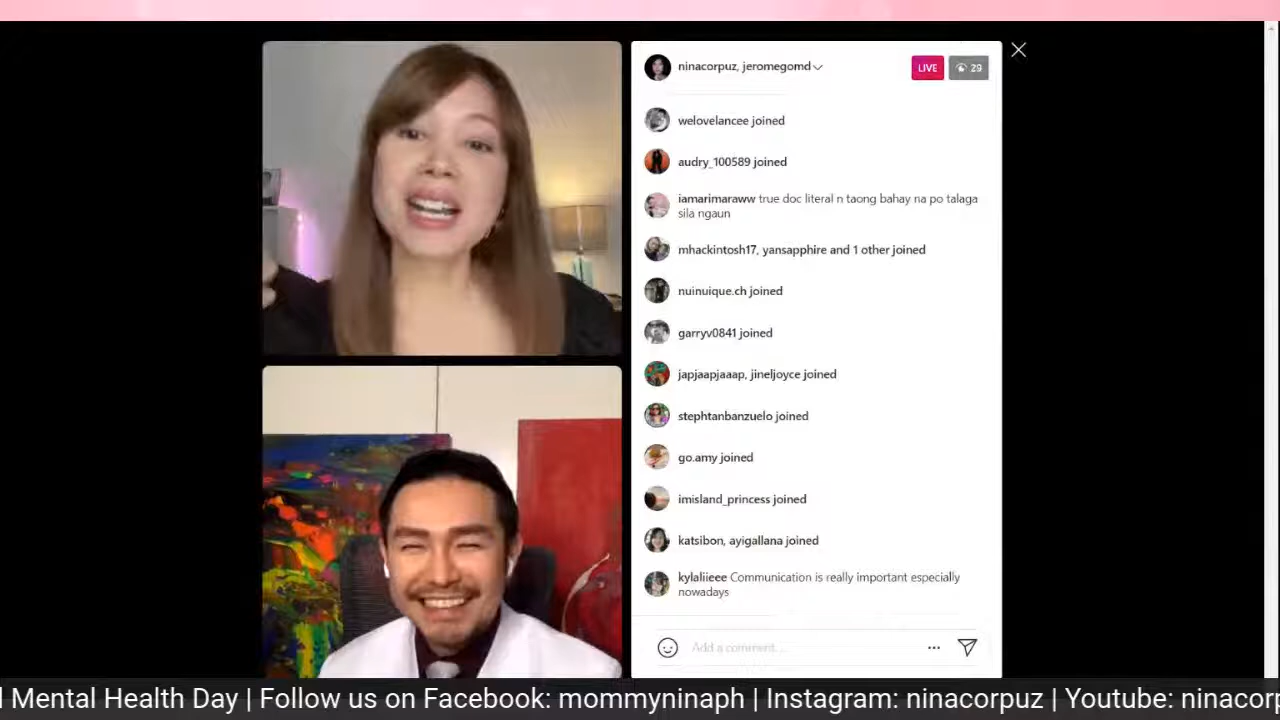 ninacorpuz, jeromegomd
LIVE
29
welovelancee joined
audry_100589 joined
iamarimaraww true doc literal n taong bahay na po talaga
sila ngaun
mhackintosh17, yansapphire and 1 other joined
nuinuique.ch joined
garryv0841 joined
japjaapjaaap, jineljoyce joined
stephtanbanzuelo joined
go.amy joined
imisland_princess joined
katsibon, ayigallana joined
kylaliieee Communication is really important especially
nowadays
Add a comment...
Mental Health Day | Follow us on Facebook: mommyninaph | Instagram: ninacorpuz | Youtube: ninacorp